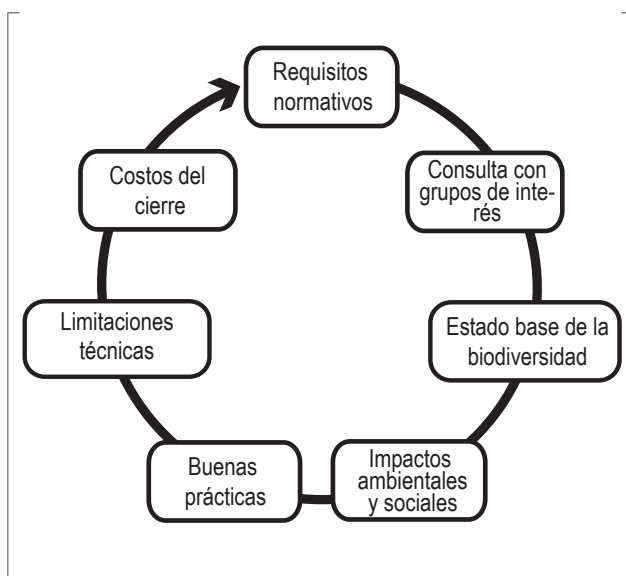 Requisitos
normativos
Consulta con
grupos de inte-
rés
Estado base de la
biodiversidad
Impactos
ambientales
y sociales
Buenas
prácticas
Limitaciones
técnicas
Costos del
cierre